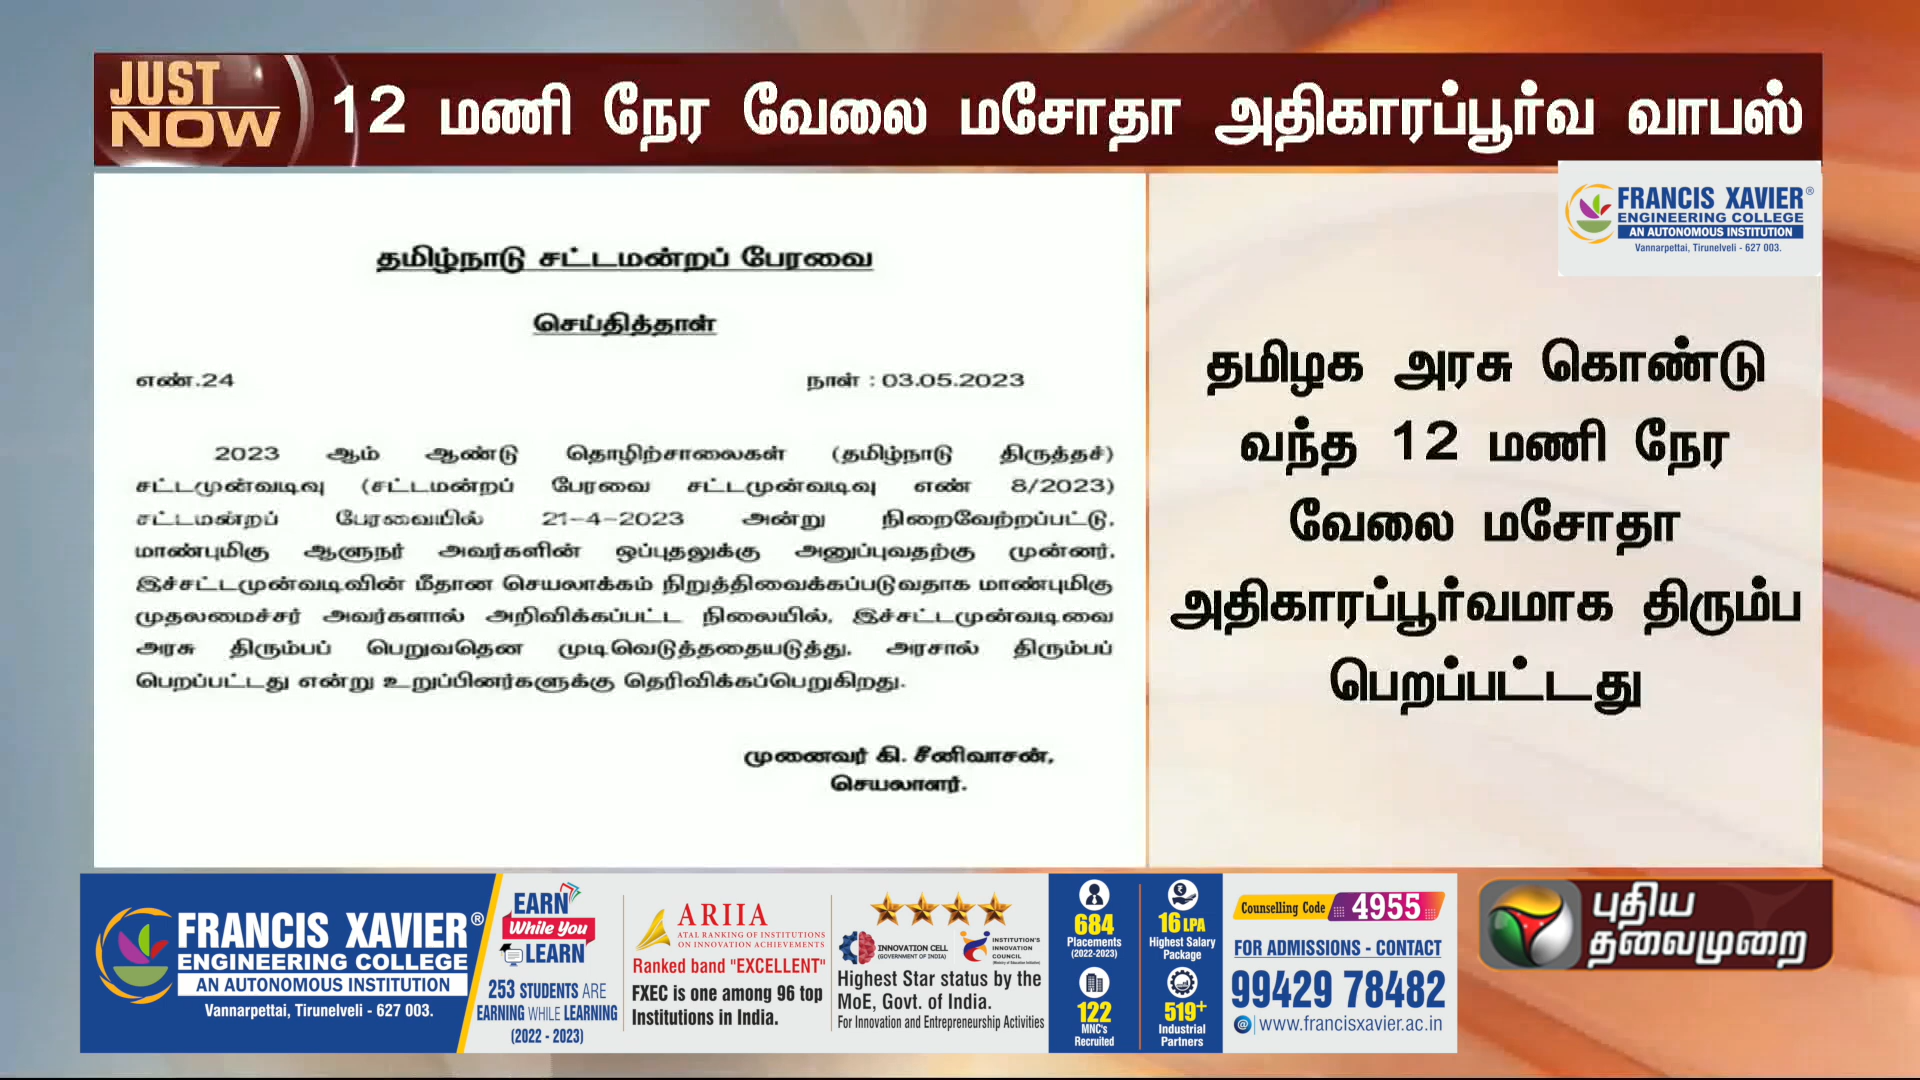 JUST
NOW
12 மணி நேர வேலை மசோதா அதிகாரப்பூர்வ வாபஸ்
FRANCIS XAVIER®
ENGINEERING COLLEGE
AN AUTONOMOUS INSTITUTION
Vannarpettai, Tirunelveli - 627 003.
தமிழ்நாடு சட்டமன்றப் பேரவை
செய்தித்தாள்
எண்.24 நாள் : 03.05.2023
2023 ஆம் ஆண்டு தொழிற்சாலைகள் (தமிழ்நாடு திருத்தச்)
சட்டமுன்வடிவு (சட்டமன்றப் பேரவை சட்டமுன்வடிவு எண் 8/2023)
சட்டமன்றப் பேரவையில் 21-4-2023 அன்று நிறைவேற்றப்பட்டு,
மாண்புமிகு ஆளுநர் அவர்களின் ஒப்புதலுக்கு அனுப்புவதற்கு முன்னர்,
இச்சட்டமுன்வடிவின் மீதான செயலாக்கம் நிறுத்திவைக்கப்படுவதாக மாண்புமிகு
முதலமைச்சர் அவர்களால் அறிவிக்கப்பட்ட நிலையில், இச்சட்டமுன்வடிவை
அரசு திரும்பப் பெறுவதென முடிவெடுத்ததையடுத்து, அரசால் திரும்பப்
பெறப்பட்டது என்று உறுப்பினர்களுக்கு தெரிவிக்கப்பெறுகிறது.
முனைவர் கி. சீனிவாசன்,
செயலாளர்.
தமிழக அரசு கொண்டு
வந்த 12 மணி நேர
வேலை மசோதா
அதிகாரப்பூர்வமாக திரும்ப
பெறப்பட்டது
FRANCIS XAVIER®
ENGINEERING COLLEGE
AN AUTONOMOUS INSTITUTION
Vannarpettai, Tirunelveli - 627 003.
EARN
While You
LEARN
253 STUDENTS ARE
EARNING WHILE LEARNING
(2022 - 2023)
ARIIA
ATAL RANKING OF INSTITUTIONS
ON INNOVATION ACHIEVEMENTS
Ranked band "EXCELLENT"
FXEC is one among 96 top
Institutions in India.
INNOVATION CELL
(GOVERNMENT OF INDIA)
INSTITUTION'S
INNOVATION
COUNCIL
(Ministry of Education Initiative)
Highest Star status by the
MoE, Govt. of India.
For Innovation and Entrepreneurship Activities
684
Placements
(2022-2023)
122
MNC's
Recruited
16 LPA
Highest Salary
Package
519+
Industrial
Partners
Counselling Code 4955
FOR ADMISSIONS - CONTACT
99429 78482
@ | www.francisxavier.ac.in
புதிய
தலைமுறை